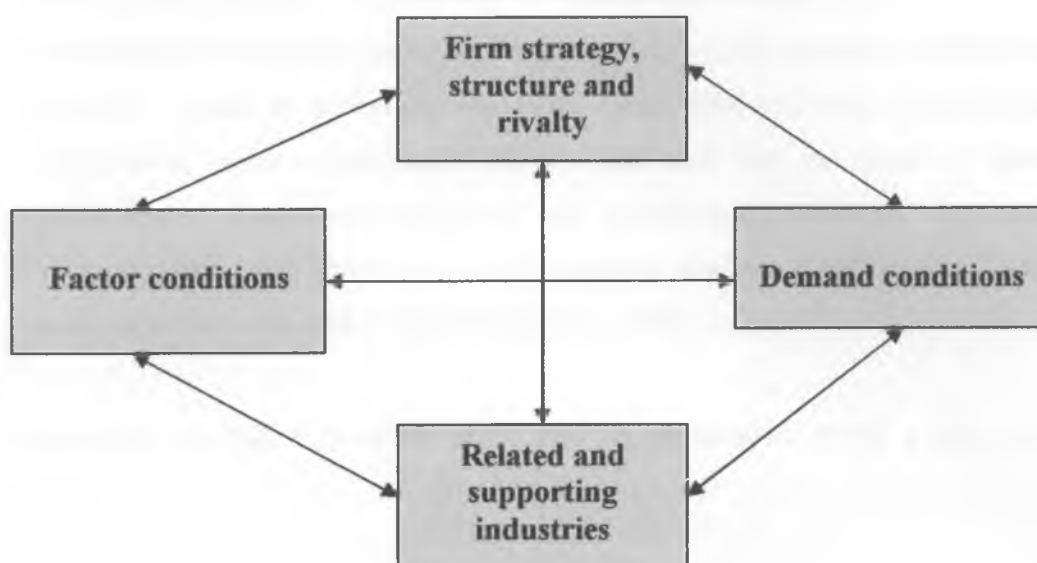 Firm strategy,
structure and
rivalty
Factor conditions
Demand conditions
Related and
supporting
industries